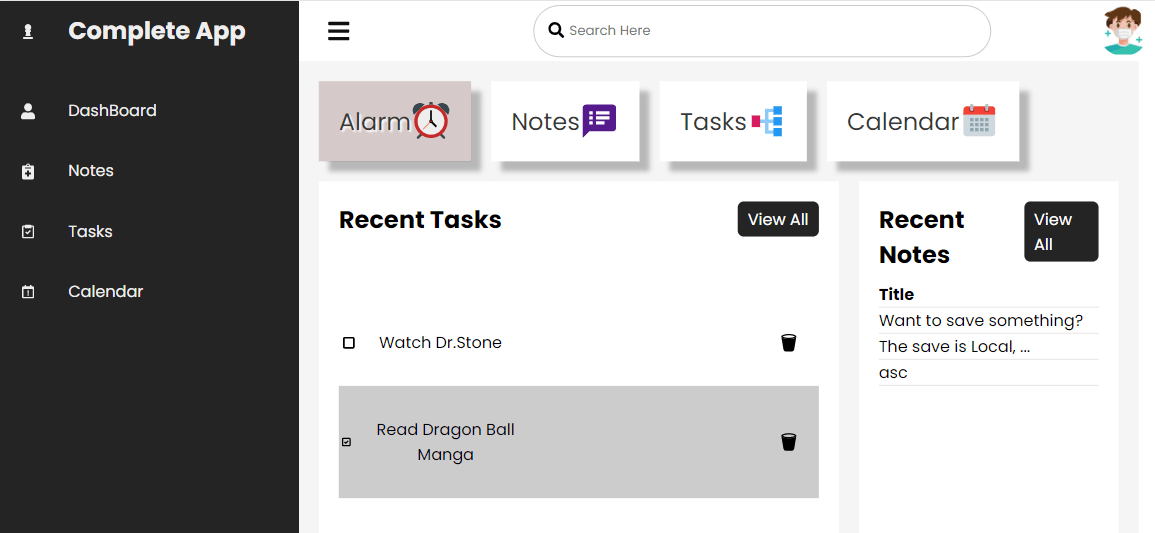 Complete App
DashBoard
Notes
Tasks
Calendar
Search Here
Alarm
Notes
Tasks
Calendar
Recent Tasks
View All
Watch Dr.Stone
Read Dragon Ball
Manga
Recent
Notes
View
All
Title
Want to save something?
The save is Local, ...
asc